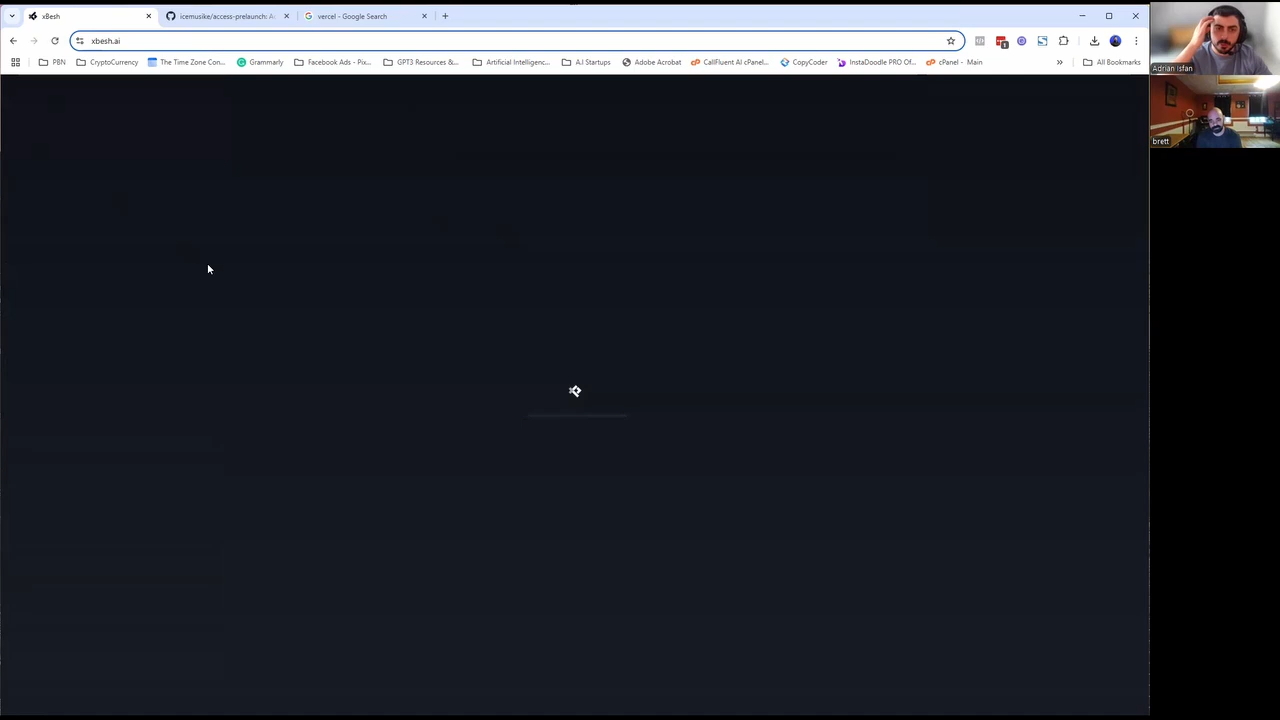 xBesh
icemusike/access-prelaunch: Ac
vercel - Google Search
xbesh.ai
PBN
CryptoCurrency
The Time Zone Con...
Grammarly
Facebook Ads - Pix...
GPT3 Resources &...
Artificial Intelligenc...
A.I Startups
Adobe Acrobat
CallFluent AI cPanel...
CopyCoder
InstaDoodle PRO Of...
cPanel - Main
All Bookmarks
Adrian Isfan
brett